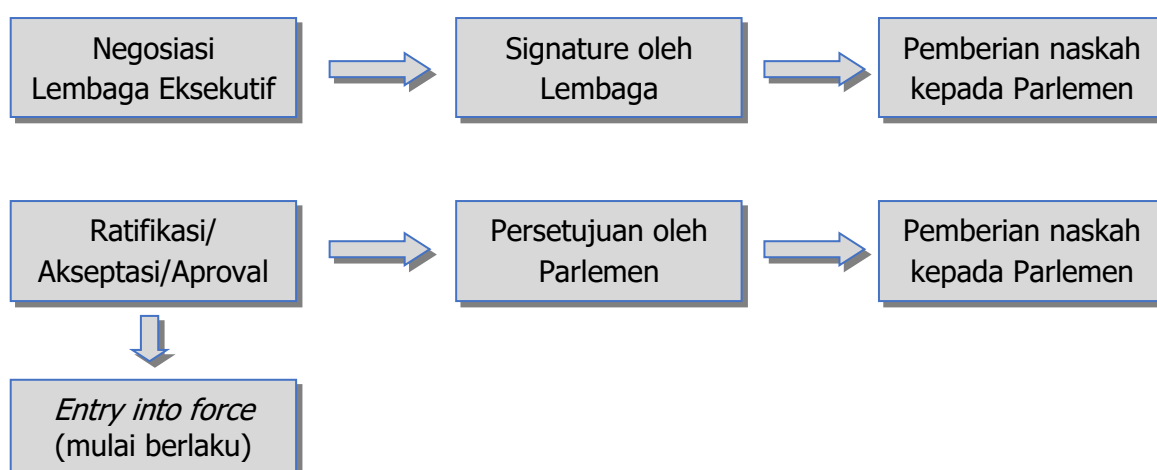 Negosiasi
Lembaga Eksekutif
Signature oleh
Lembaga
Pemberian naskah
kepada Parlemen
Ratifikasi/
Akseptasi/Aproval
Persetujuan oleh
Parlemen
Pemberian naskah
kepada Parlemen
Entry into force
(mulai berlaku)